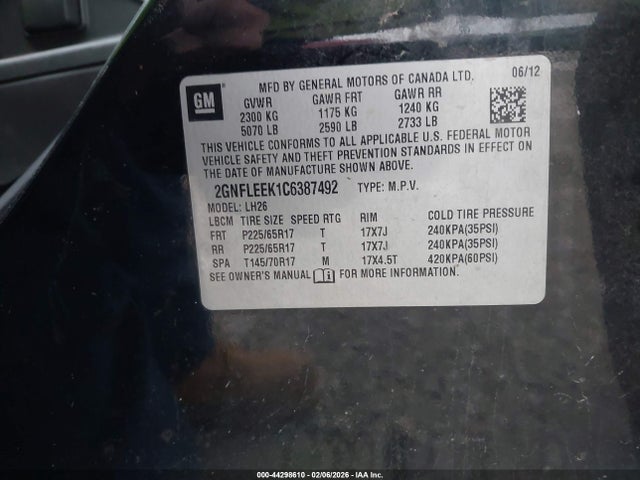 GM
MFD BY GENERAL MOTORS OF CANADA LTD. 06/12
GVWR GAWR FRT GAWR RR
2300 KG 1175 KG 1240 KG
5070 LB 2590 LB 2733 LB
THIS VEHICLE CONFORMS TO ALL APPLICABLE U.S. FEDERAL MOTOR
VEHICLE SAFETY AND THEFT PREVENTION STANDARDS IN EFFECT ON
THE DATE OF MANUFACTURE SHOWN ABOVE.
2GNFLEEK1C6387492 TYPE: M.P.V.
MODEL: LH26
LBCM TIRE SIZE SPEED RTG RIM COLD TIRE PRESSURE
FRT P225/65R17 T 17X7J 240KPA(35PSI)
RR P225/65R17 T 17X7J 240KPA(35PSI)
SPA T145/70R17 M 17X4.5T 420KPA(60PSI)
SEE OWNER'S MANUAL FOR MORE INFORMATION.
000-44298610 - 02/06/2026 - IAA Inc.